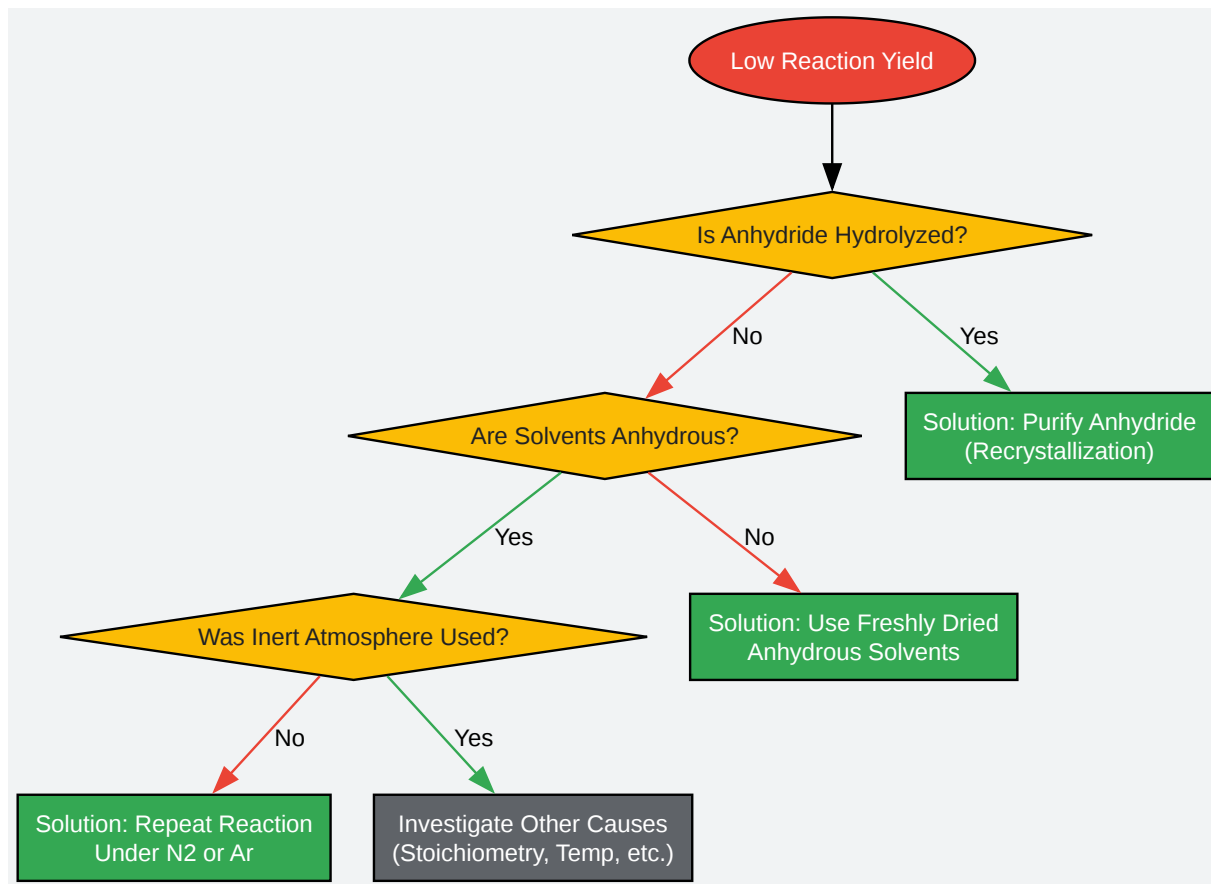 Low Reaction Yield
Is Anhydride Hydrolyzed?
No
Yes
Are Solvents Anhydrous?
Solution: Purify Anhydride
(Recrystallization)
Yes
No
Was Inert Atmosphere Used?
Solution: Use Freshly Dried
Anhydrous Solvents
No
Yes
Solution: Repeat Reaction
Under N2 or Ar
Investigate Other Causes
(Stoichiometry, Temp, etc.)